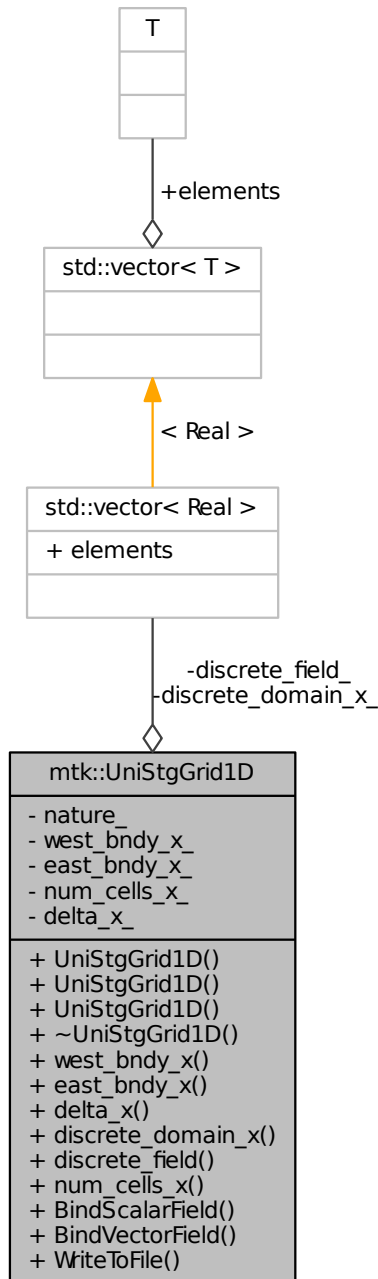 T
+elements
std::vector< T >
< Real >
std::vector< Real >
+ elements
-discrete_field_
-discrete_domain_x_
mtk::UniStgGrid1D
- nature_
- west_bndy_x_
- east_bndy_x_
- num_cells_x_
- delta_x_
+ UniStgGrid1D()
+ UniStgGrid1D()
+ UniStgGrid1D()
+ ~UniStgGrid1D()
+ west_bndy_x()
+ east_bndy_x()
+ delta_x()
+ discrete_domain_x()
+ discrete_field()
+ num_cells_x()
+ BindScalarField()
+ BindVectorField()
+ WriteToFile()